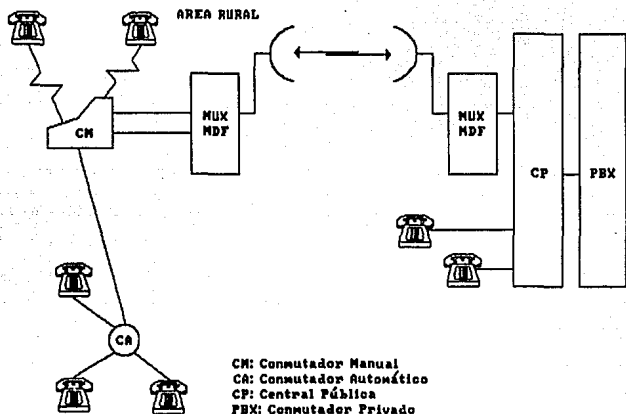 AREA RURAL
CM
MUX
MDF
MUX
MDF
CP
PBX
CA
CM: Conmutador Manual
CA: Conmutador Automático
CP: Central Pública
PBX: Conmutador Privado